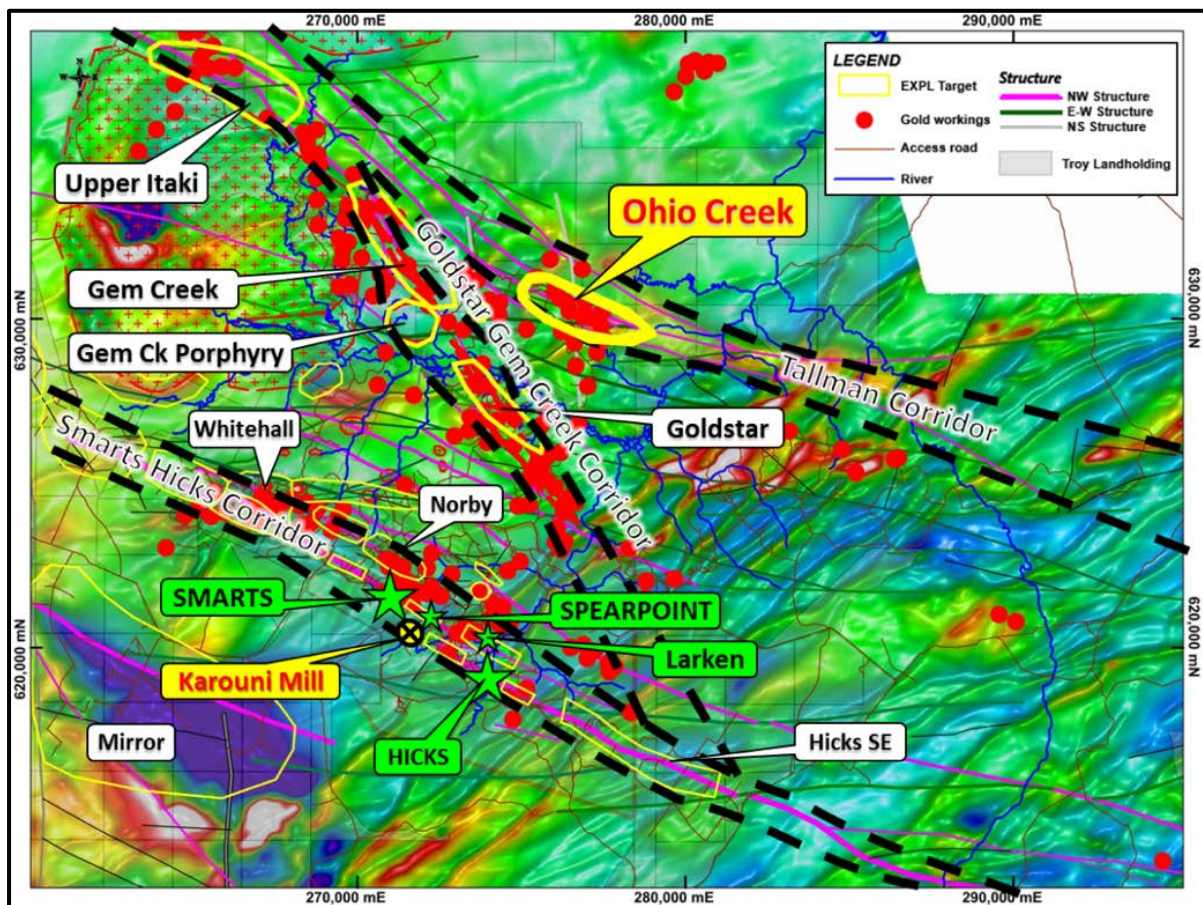 270,000 mE
280,000 mE
290,000 mE
N
W
E
S
LEGEND
EXPL Target
Gold workings
Access road
River
Structure
NW Structure
E-W Structure
NS Structure
Troy Landholding
Upper Itaki
Ohio Creek
Gem Creek
Goldstar Gem Creek Corridor
630,000 mN
630,000 mN
Gem Ck Porphyry
Tallman Corridor
Whitehall
Goldstar
Smarts Hicks Corridor
Norby
SMARTS
SPEARPOINT
620,000 mN
620,000 mN
Larken
Karouni Mill
Mirror
HICKS
Hicks SE
270,000 mE
280,000 mE
290,000 mE